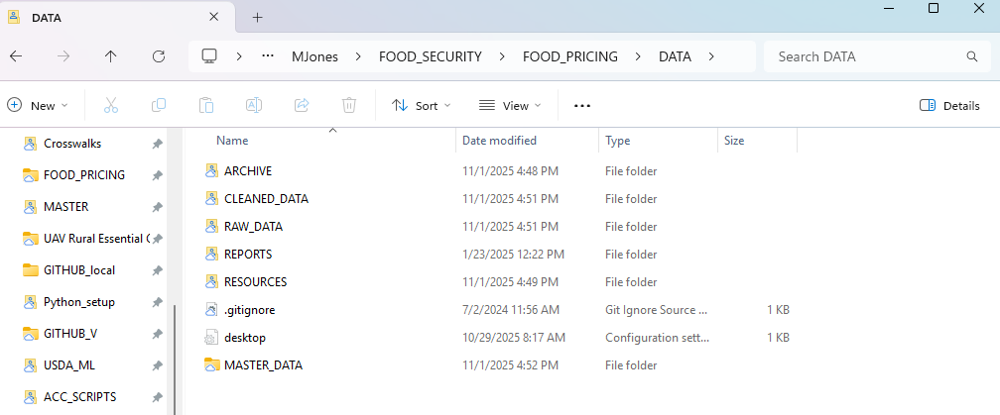 DATA
MJones > FOOD_SECURITY > FOOD_PRICING > DATA >
Search DATA
New
Sort
View
Details
Crosswalks
FOOD_PRICING
MASTER
UAV Rural Essential
GITHUB_local
Python_setup
GITHUB_V
USDA_ML
ACC_SCRIPTS
Name Date modified Type Size
ARCHIVE 11/1/2025 4:48 PM File folder
CLEANED_DATA 11/1/2025 4:51 PM File folder
RAW_DATA 11/1/2025 4:51 PM File folder
REPORTS 1/23/2025 12:22 PM File folder
RESOURCES 11/1/2025 4:49 PM File folder
.gitignore 7/2/2024 11:56 AM Git Ignore Source ... 1 KB
desktop 10/29/2025 8:17 AM Configuration sett... 1 KB
MASTER_DATA 11/1/2025 4:52 PM File folder